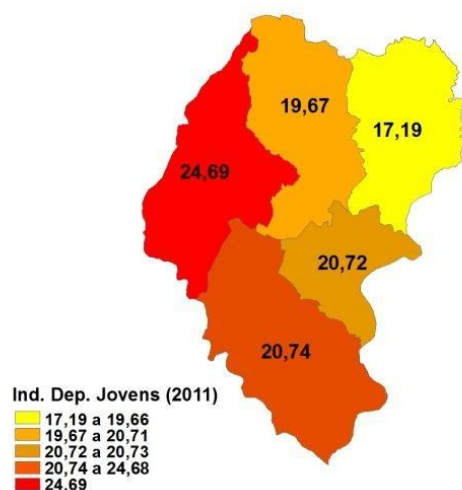 19,67
17,19
24,69
20,72
20,74
Ind. Dep. Jovens (2011)
17,19 a 19,66
19,67 a 20,71
20,72 a 20,73
20,74 a 24,68
24,69